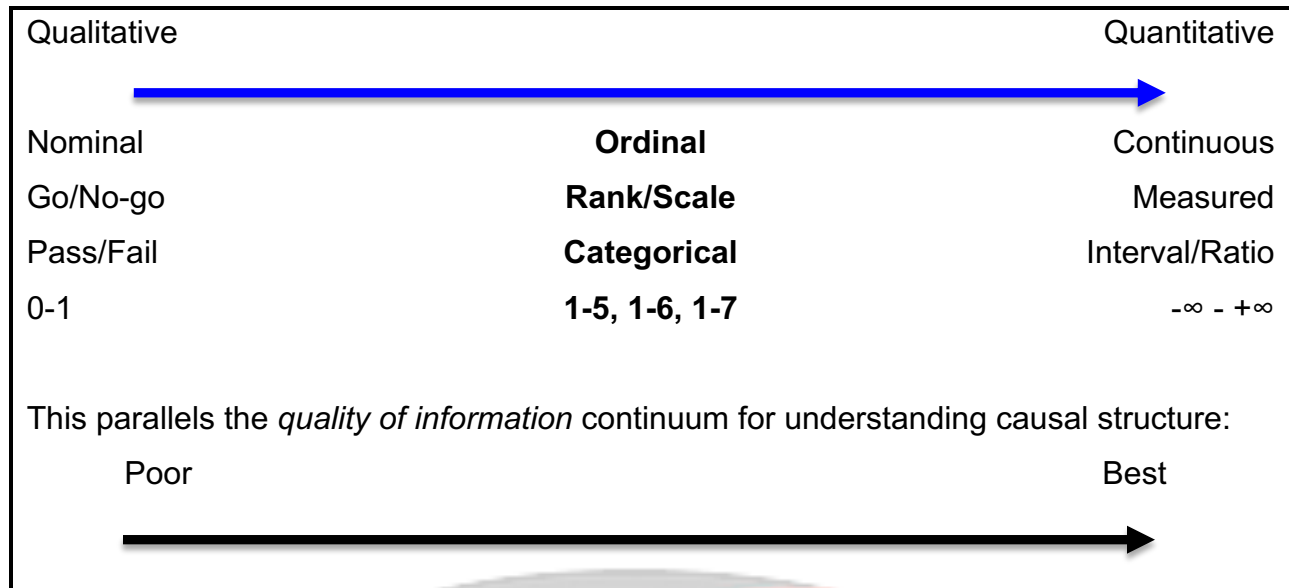 Qualitative Quantitative
Nominal Ordinal Continuous
Go/No-go Rank/Scale Measured
Pass/Fail Categorical Interval/Ratio
0-1 1-5, 1-6, 1-7 -∞ - +∞
This parallels the quality of information continuum for understanding causal structure:
Poor Best